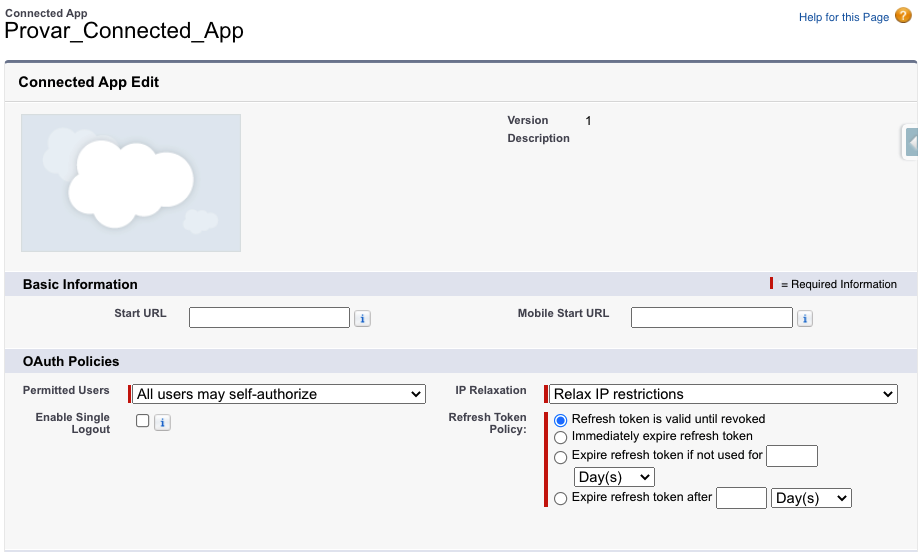 Connected App
Provar_Connected_App
Help for this Page ?
Connected App Edit
Version 1
Description
Basic Information
= Required Information
Start URL i
Mobile Start URL i
OAuth Policies
Permitted Users All users may self-authorize
IP Relaxation Relax IP restrictions
Enable Single
Logout i
Refresh Token
Policy:
Refresh token is valid until revoked
Immediately expire refresh token
Expire refresh token if not used for
Day(s)
Expire refresh token after Day(s)